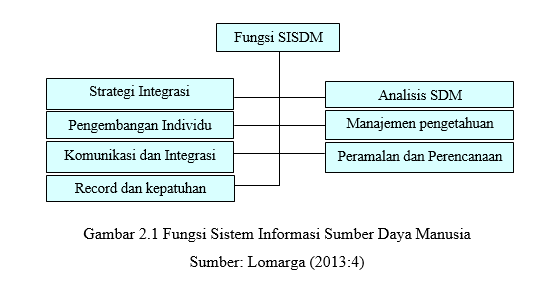 Fungsi SISDM
Strategi Integrasi
Pengembangan Individu
Komunikasi dan Integrasi
Record dan kepatuhan
Analisis SDM
Manajemen pengetahuan
Peramalan dan Perencanaan
Gambar 2.1 Fungsi Sistem Informasi Sumber Daya Manusia
Sumber: Lomarga (2013:4)